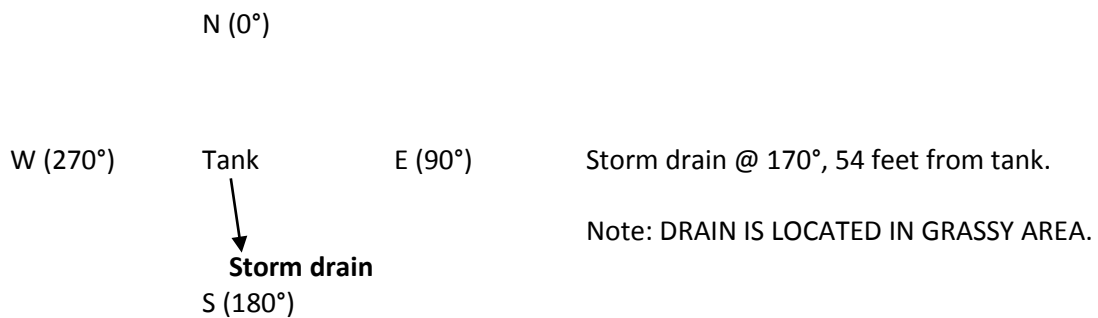 N (0°)
W (270°) Tank E (90°) Storm drain @ 170°, 54 feet from tank.
Note: DRAIN IS LOCATED IN GRASSY AREA.
Storm drain
S (180°)